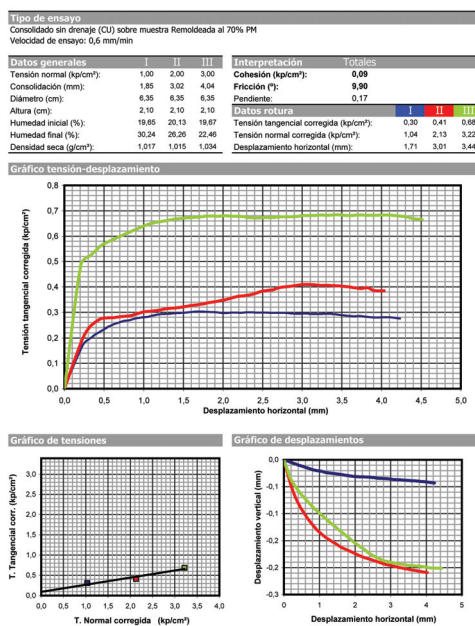 Tipo de ensayo
Consolidado sin drenaje (CU) sobre muestra Remoldeada al 70% PM
Velocidad de ensayo: 0,6 mm/min
Datos generales I II III
Tensión normal (kp/cm²): 1,00 2,00 3,00
Consolidación (mm): 1,85 3,02 4,04
Diámetro (cm): 6,35 6,35 6,35
Altura (cm): 2,10 2,10 2,10
Humedad inicial (%): 19,65 20,13 19,67
Humedad final (%): 30,24 26,26 22,46
Densidad seca (g/cm³): 1,017 1,015 1,034
Interpretación Totales
Cohesión (kp/cm²): 0,09
Fricción (º): 9,90
Pendiente: 0,17
Datos rotura I II III
Tensión tangencial corregida (kp/cm²): 0,30 0,41 0,68
Tensión normal corregida (kp/cm²): 1,04 2,13 3,22
Desplazamiento horizontal (mm): 1,71 3,01 3,44
Gráfico tensión-desplazamiento
Tensión tangencial corregida (kp/cm²)
0,8
0,7
0,6
0,5
0,4
0,3
0,2
0,1
0,0
0,0 0,5 1,0 1,5 2,0 2,5 3,0 3,5 4,0 4,5 5,0
Desplazamiento horizontal (mm)
Gráfico de tensiones
T. Tangencial corr. (kp/cm²)
3,0
2,5
2,0
1,5
1,0
0,5
0,0
0,0 0,5 1,0 1,5 2,0 2,5 3,0 3,5 4,0
T. Normal corregida (kp/cm²)
Gráfico de desplazamientos
Desplazamiento vertical (mm)
0,0
-0,1
-0,1
-0,2
-0,2
-0,3
0 1 2 3 4 5
Desplazamiento horizontal (mm)